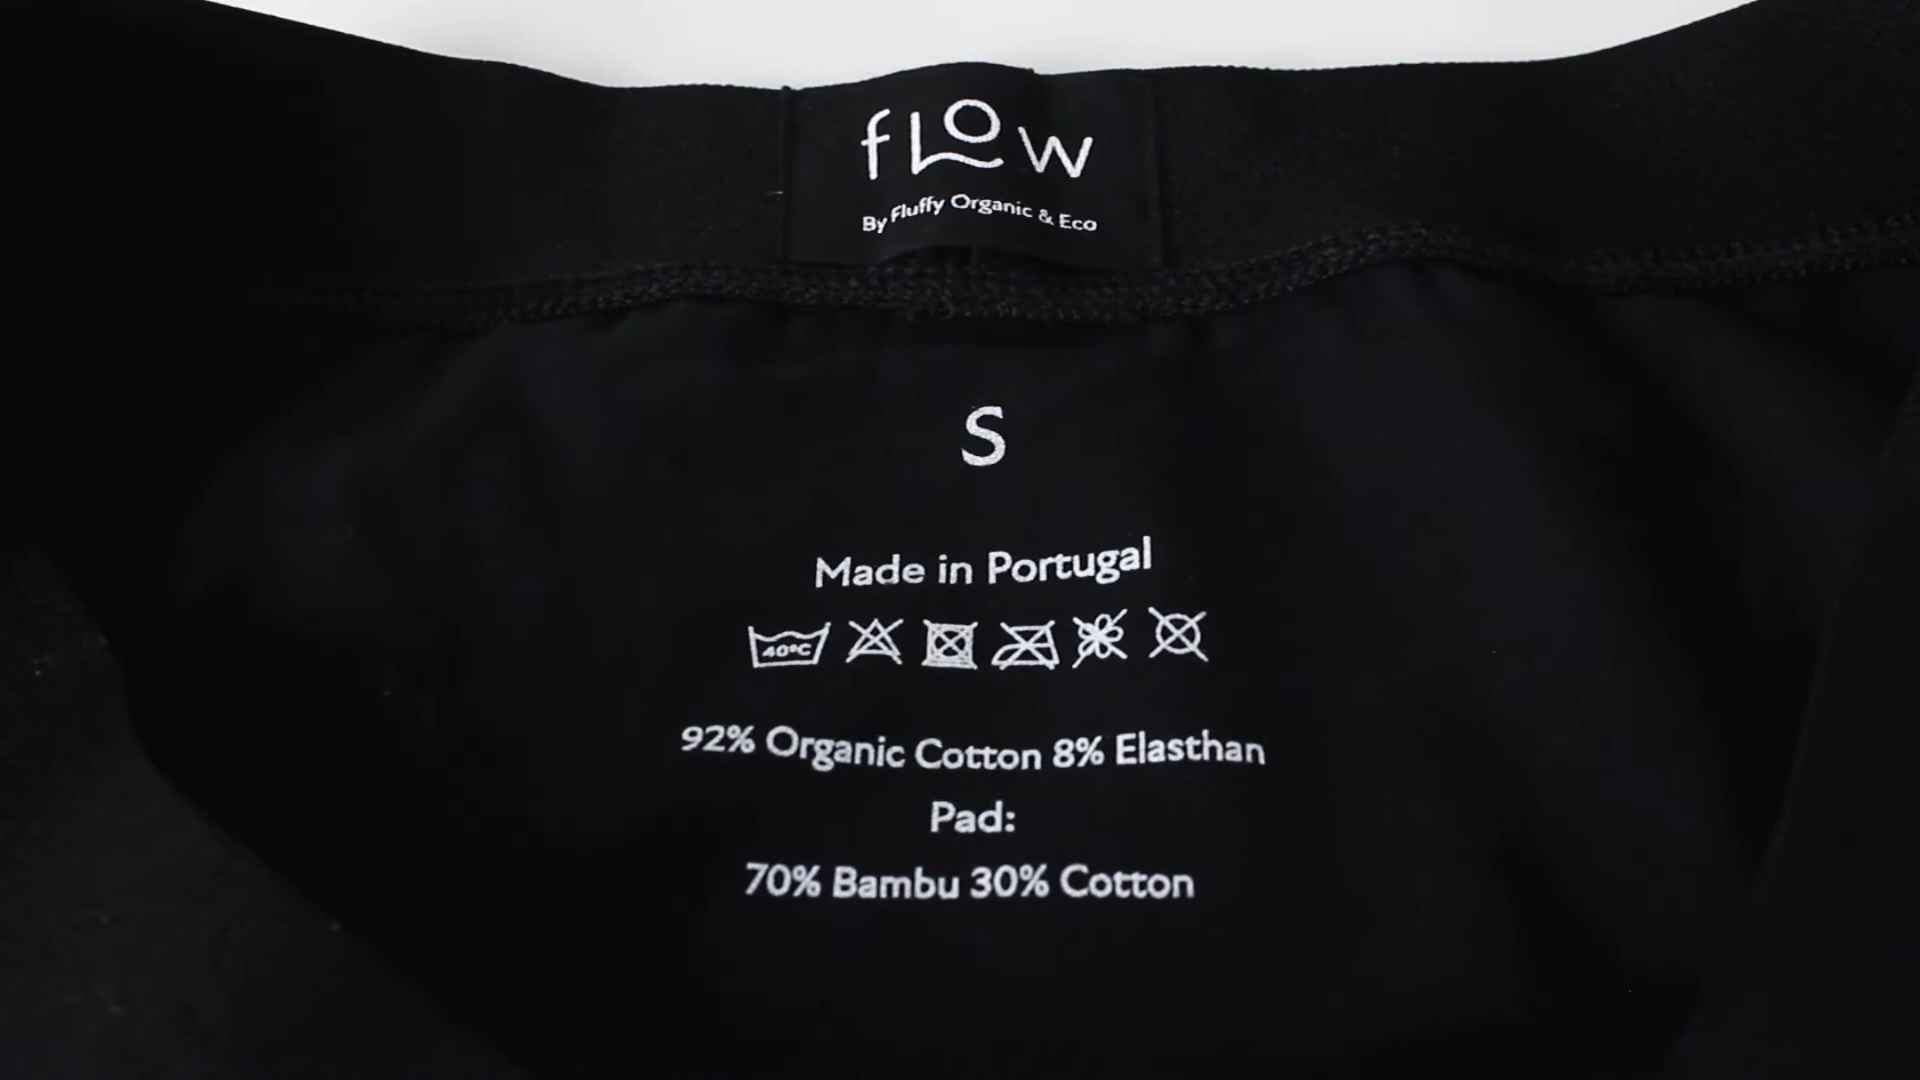 fLOW
By Fluffy Organic & Eco
S
Made in Portugal
40°C
92% Organic Cotton 8% Elasthan
Pad:
70% Bambu 30% Cotton